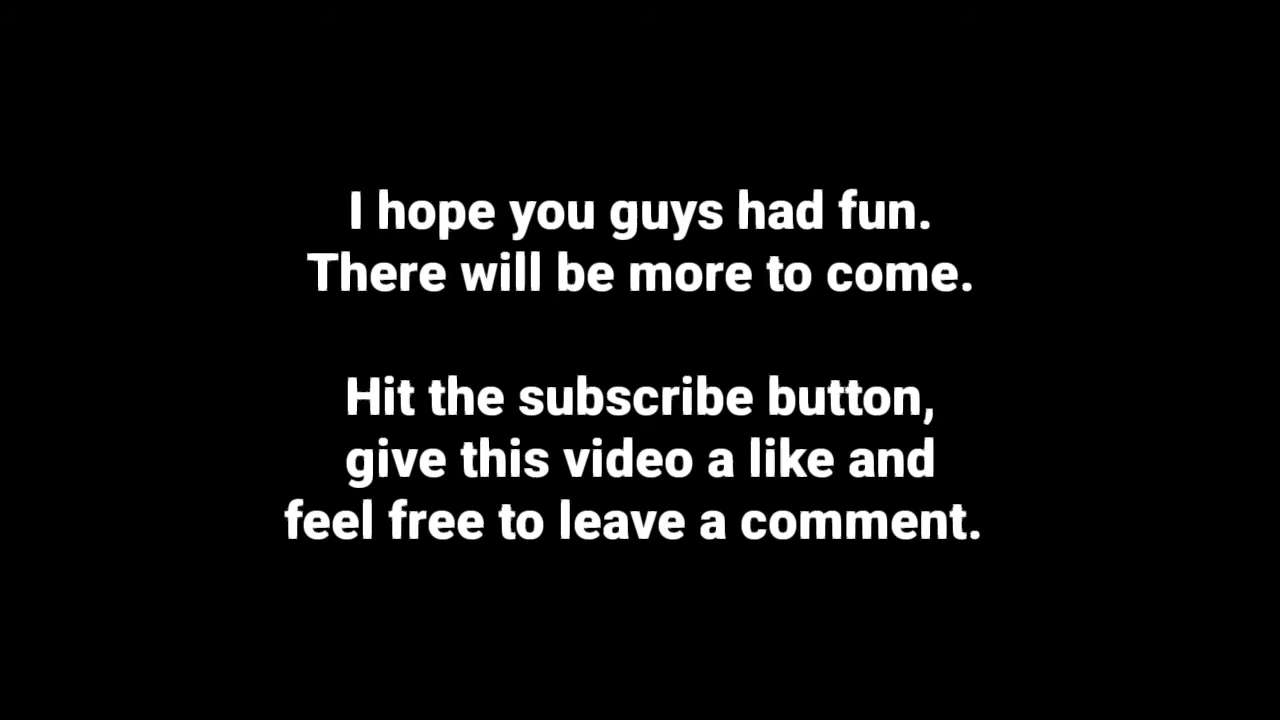 I hope you guys had fun.
There will be more to come.
Hit the subscribe button,
give this video a like and
feel free to leave a comment.